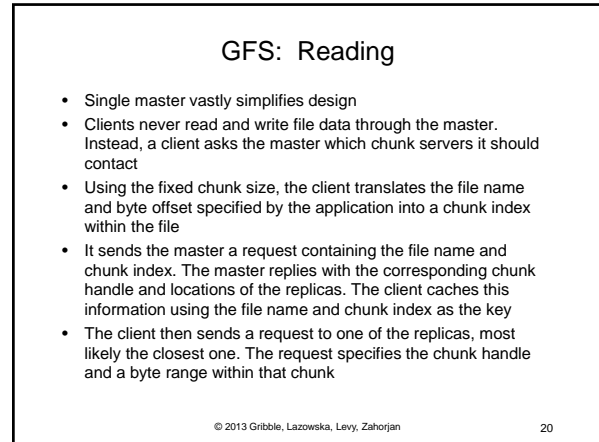 GFS: Reading
• Single master vastly simplifies design
• Clients never read and write file data through the master.
Instead, a client asks the master which chunk servers it should
contact
• Using the fixed chunk size, the client translates the file name
and byte offset specified by the application into a chunk index
within the file
• It sends the master a request containing the file name and
chunk index. The master replies with the corresponding chunk
handle and locations of the replicas. The client caches this
information using the file name and chunk index as the key
• The client then sends a request to one of the replicas, most
likely the closest one. The request specifies the chunk handle
and a byte range within that chunk
© 2013 Gribble, Lazowska, Levy, Zahorjan
20